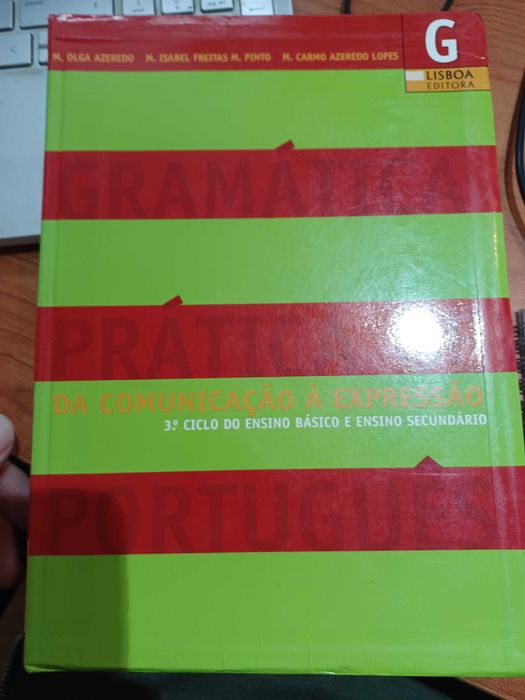 M. OLGA AZEREDO M. ISABEL FREITAS M. PINTO M. CARMO AZEREDO LOPES
G
LISBOA
EDITORA
GRAMÁTICA
PRÁTICA
DA COMUNICAÇÃO À EXPRESSÃO
3.º CICLO DO ENSINO BÁSICO E ENSINO SECUNDÁRIO
PORTUGUÊS